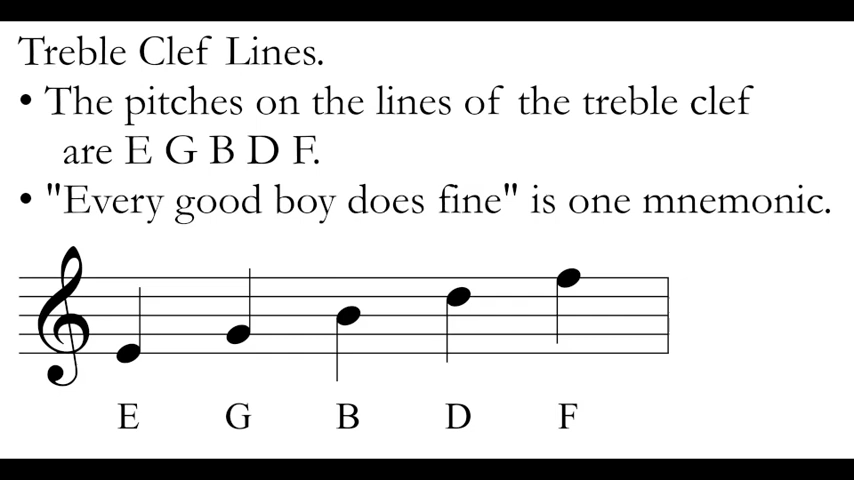 Treble Clef Lines.
• The pitches on the lines of the treble clef
are E G B D F.
• "Every good boy does fine" is one mnemonic.
E G B D F